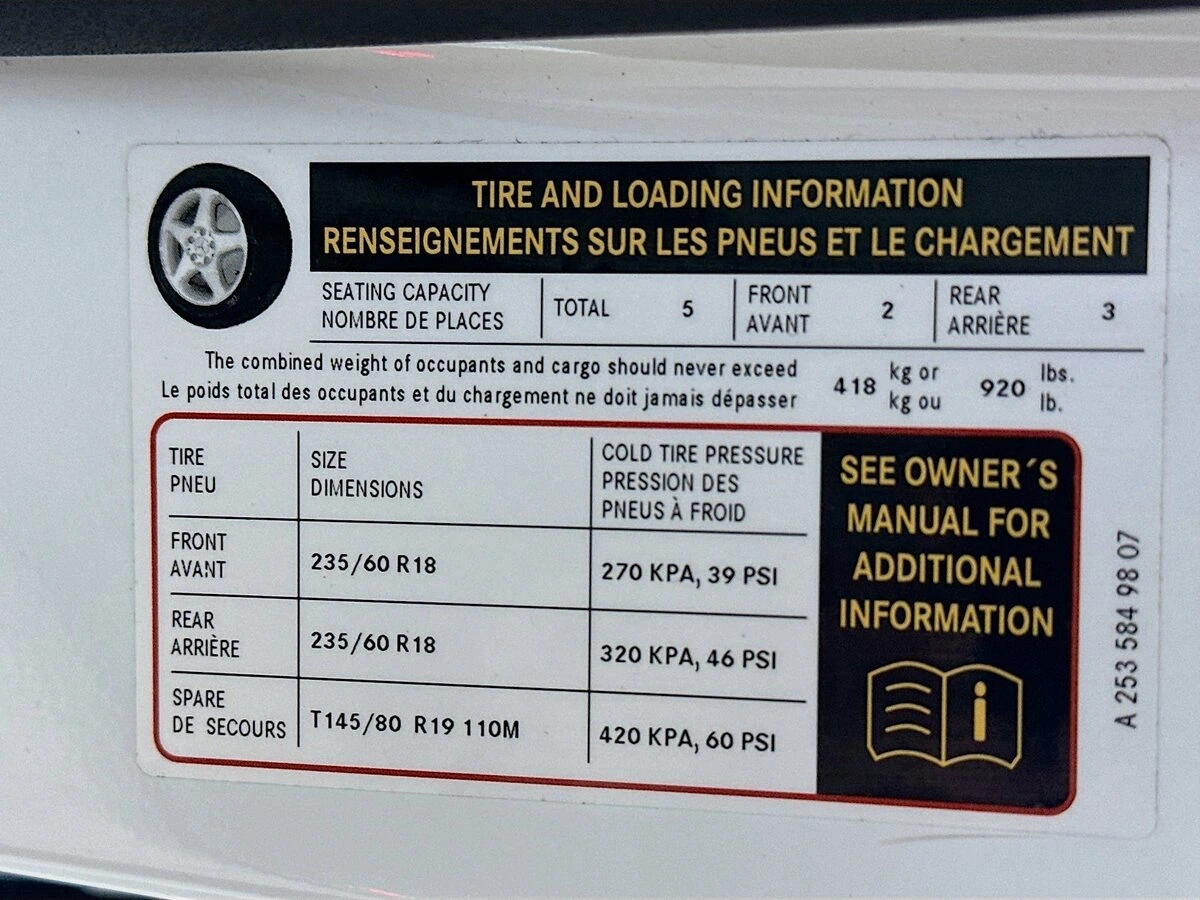 TIRE AND LOADING INFORMATION
RENSEIGNEMENTS SUR LES PNEUS ET LE CHARGEMENT
SEATING CAPACITY
NOMBRE DE PLACES
TOTAL 5
FRONT
AVANT
2
REAR
ARRIÈRE
3
The combined weight of occupants and cargo should never exceed
Le poids total des occupants et du chargement ne doit jamais dépasser
418
kg or
kg ou
920
lbs.
lb.
TIRE
PNEU
SIZE
DIMENSIONS
COLD TIRE PRESSURE
PRESSION DES
PNEUS À FROID
FRONT
AVANT
235/60 R18
270 KPA, 39 PSI
REAR
ARRIÈRE
235/60 R18
320 KPA, 46 PSI
SPARE
DE SECOURS
T145/80 R19 110M
420 KPA, 60 PSI
SEE OWNER´S
MANUAL FOR
ADDITIONAL
INFORMATION
A 253 584 98 07